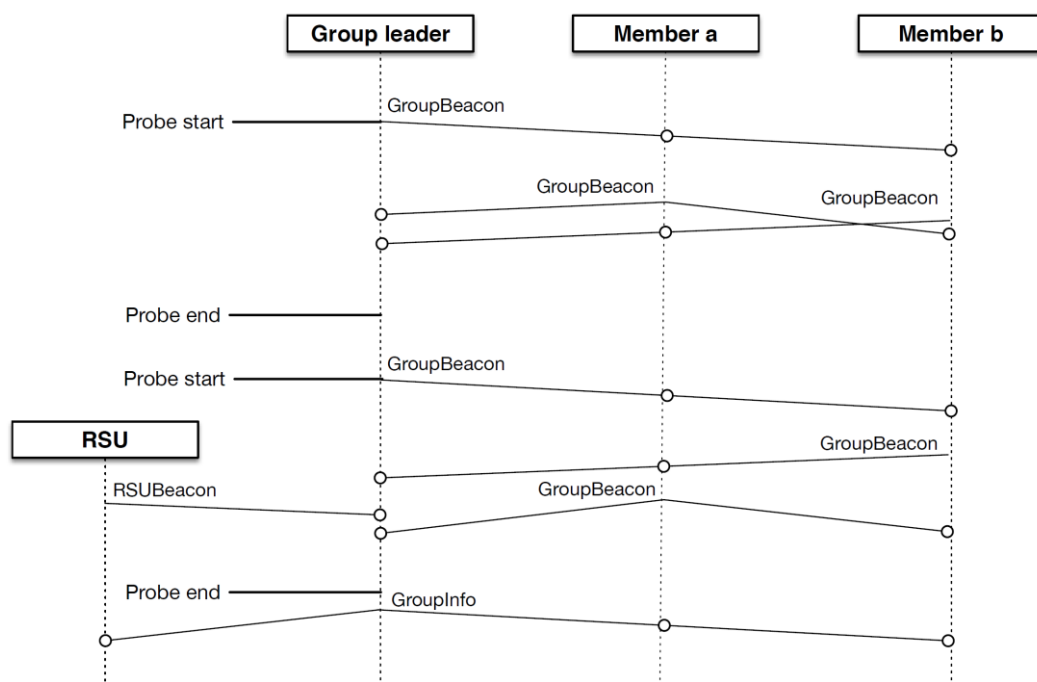 Group leader
Member a
Member b
GroupBeacon
Probe start
GroupBeacon
GroupBeacon
Probe end
GroupBeacon
Probe start
RSU
GroupBeacon
RSUBeacon
GroupBeacon
Probe end
GroupInfo